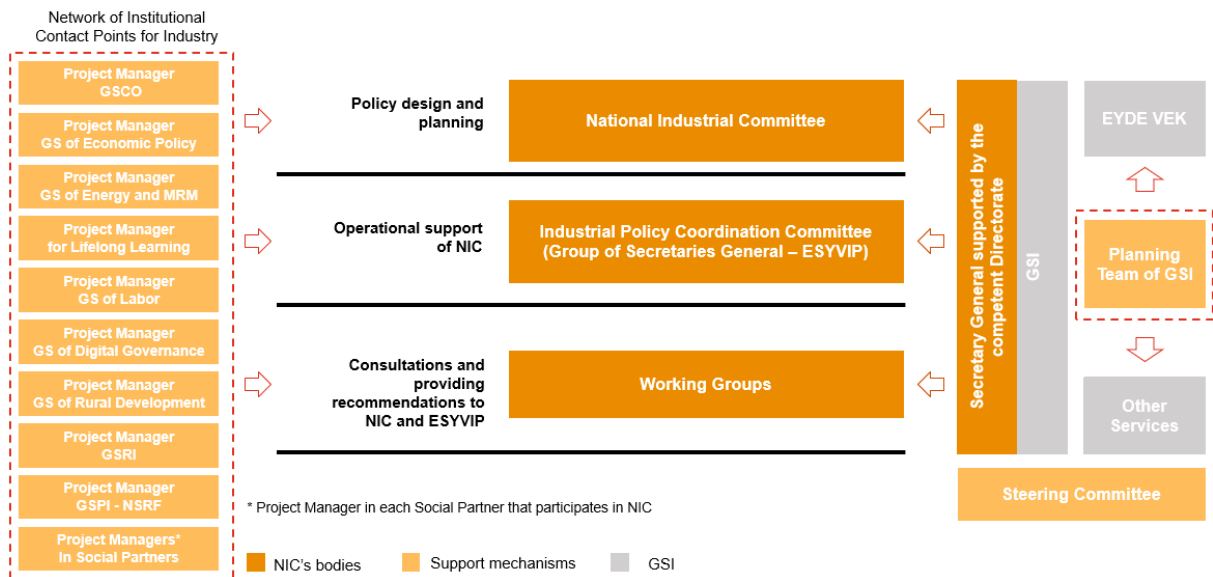 Network of Institutional
Contact Points for Industry
Project Manager
GSCO
Project Manager
GS of Economic Policy
Project Manager
GS of Energy and MRM
Project Manager
for Lifelong Learning
Project Manager
GS of Labor
Project Manager
GS of Digital Governance
Project Manager
GS of Rural Development
Project Manager
GSRI
Project Manager
GSPI - NSRF
Project Managers*
In Social Partners
Policy design and
planning
National Industrial Committee
Operational support
of NIC
Industrial Policy Coordination Committee
(Group of Secretaries General – ESYVIP)
Consultations and
providing
recommendations to
NIC and ESYVIP
Working Groups
Secretary General supported by the
competent Directorate
GSI
EYDE VEK
Planning
Team of GSI
Other
Services
Steering Committee
* Project Manager in each Social Partner that participates in NIC
NIC's bodies
Support mechanisms
GSI